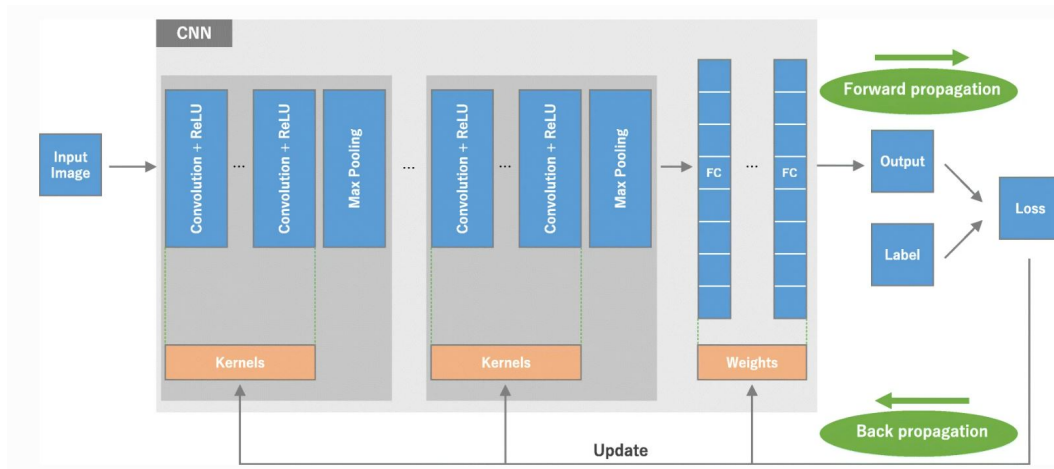 CNN
Forward propagation
Input
Image
Convolution + ReLU
...
Convolution + ReLU
Max Pooling
...
Convolution + ReLU
...
Convolution + ReLU
Max Pooling
FC
...
FC
Output
Label
Loss
Kernels
Kernels
Weights
Back propagation
Update